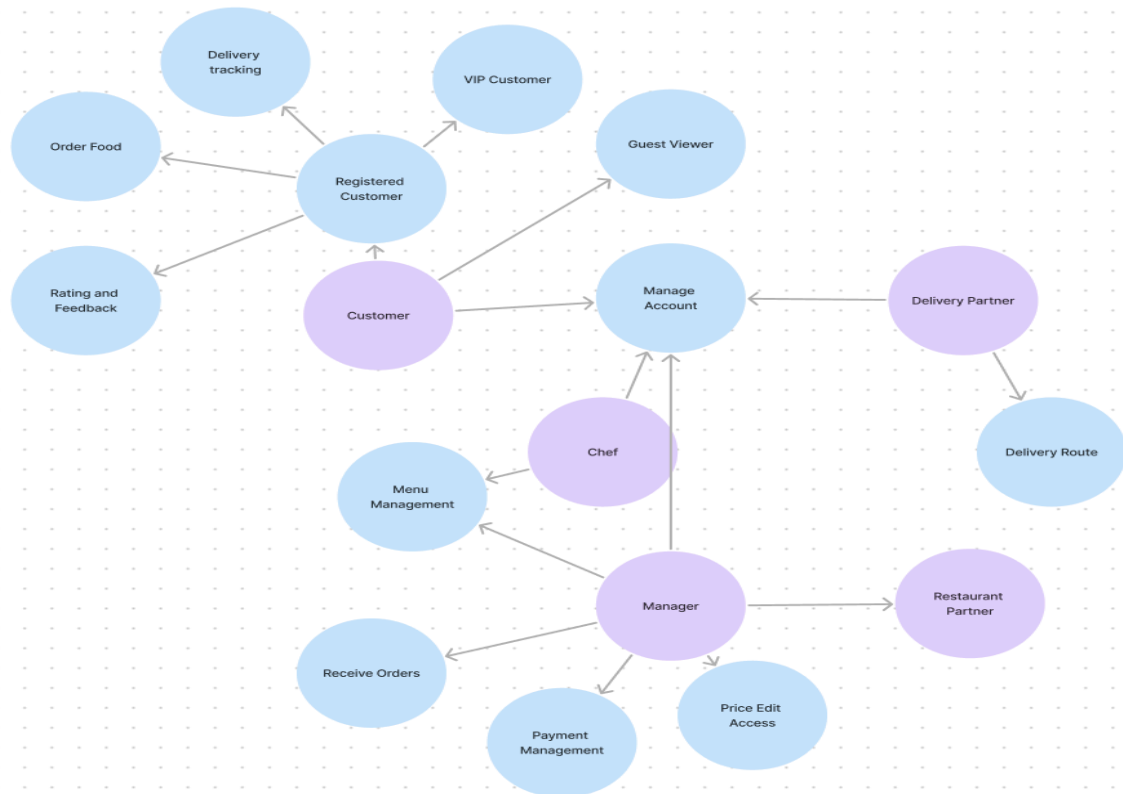 Delivery
tracking
VIP Customer
Guest Viewer
Order Food
Registered
Customer
Rating and
Feedback
Customer
Manage
Account
Delivery Partner
Chef
Delivery Route
Menu
Management
Manager
Restaurant
Partner
Receive Orders
Price Edit
Access
Payment
Management